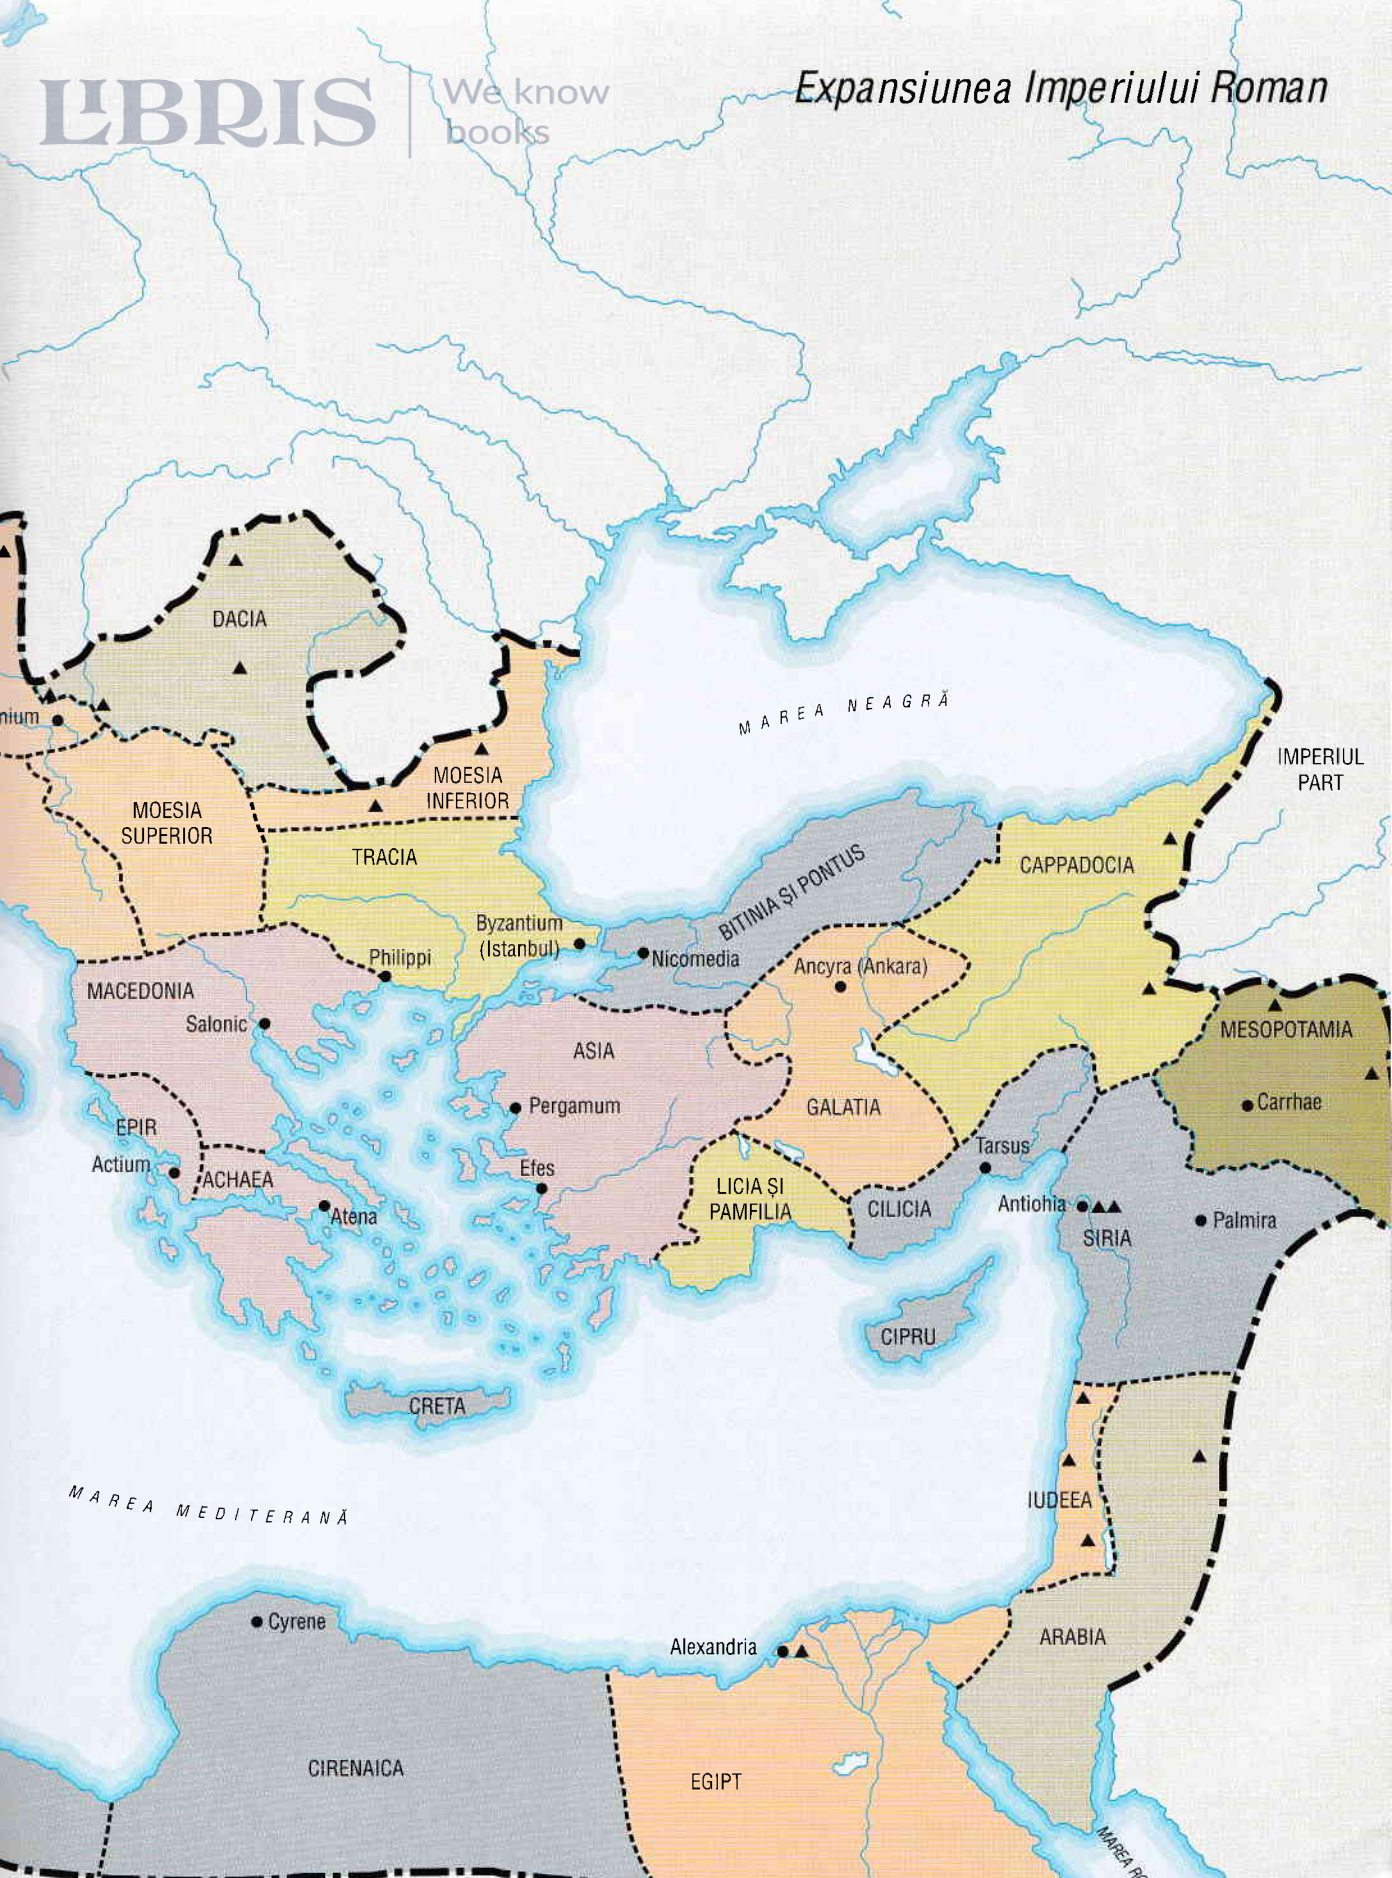 LIBRIS
We know
books
Expansiunea Imperiului Roman
DACIA
MAREA NEAGRĂ
IMPERIUL
PART
MOESIA
INFERIOR
MOESIA
SUPERIOR
TRACIA
CAPPADOCIA
BITINIA ȘI PONTUS
Byzantium
(Istanbul)
Nicomedia
Philippi
Ancyra (Ankara)
MACEDONIA
Salonic
ASIA
MESOPOTAMIA
Pergamum
GALATIA
Carrhae
EPIR
Actium
ACHAEA
Atena
Efes
Tarsus
LICIA ȘI
PAMFILIA
CILICIA
Antiohia
Palmira
SIRIA
CIPRU
CRETA
MAREA MEDITERANĂ
IUDEEA
Cyrene
Alexandria
ARABIA
CIRENAICA
EGIPT
MAREA